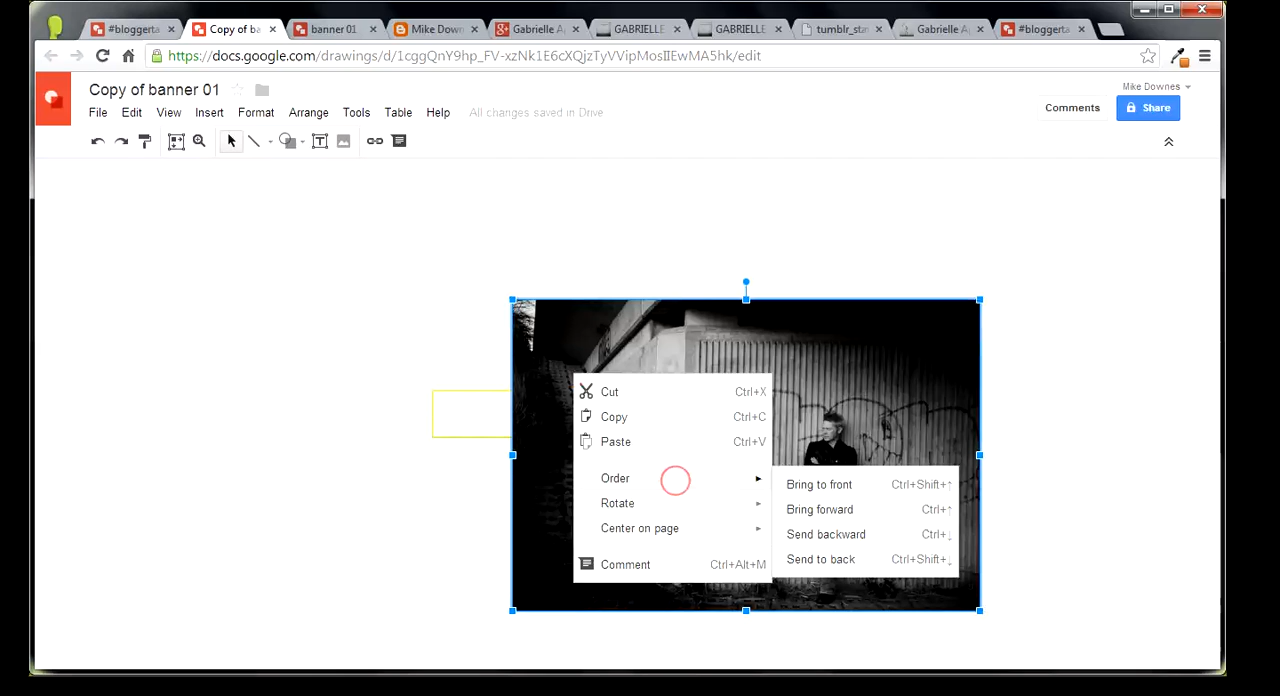 #bloggerta
Copy of ba
banner 01
Mike Down
Gabrielle A
GABRIELLE
GABRIELLE
tumblr_sta
Gabrielle A
#bloggerta
https://docs.google.com/drawings/d/1cggQnY9hp_FV-xzNk1E6cXQjzTyVVipMosIIEwMA5hk/edit
Copy of banner 01
Mike Downes
File Edit View Insert Format Arrange Tools Table Help All changes saved in Drive
Comments
Share
Cut Ctrl+X
Copy Ctrl+C
Paste Ctrl+V
Order
Rotate
Center on page
Comment Ctrl+Alt+M
Bring to front Ctrl+Shift+↑
Bring forward Ctrl+↑
Send backward Ctrl+↓
Send to back Ctrl+Shift+↓